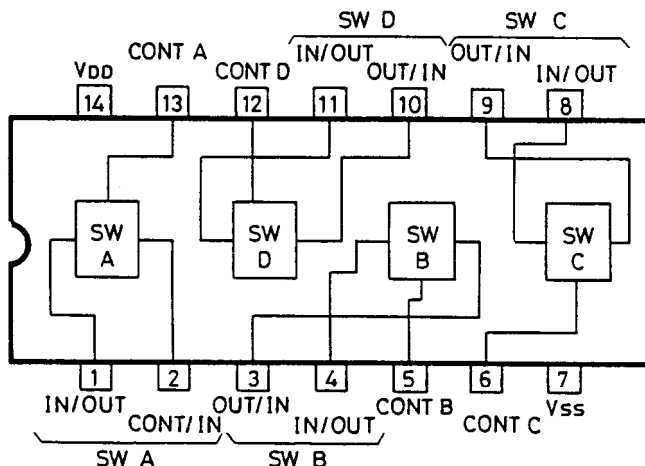 SW D SW C
CONT A IN/OUT OUT/IN
VDD CONT D OUT/IN IN/OUT
14 13 12 11 10 9 8
SW A
SW D
SW B
SW C
1 2 3 4 5 6 7
IN/OUT CONT/IN OUT/IN IN/OUT CONT B CONT C Vss
SW A SW B